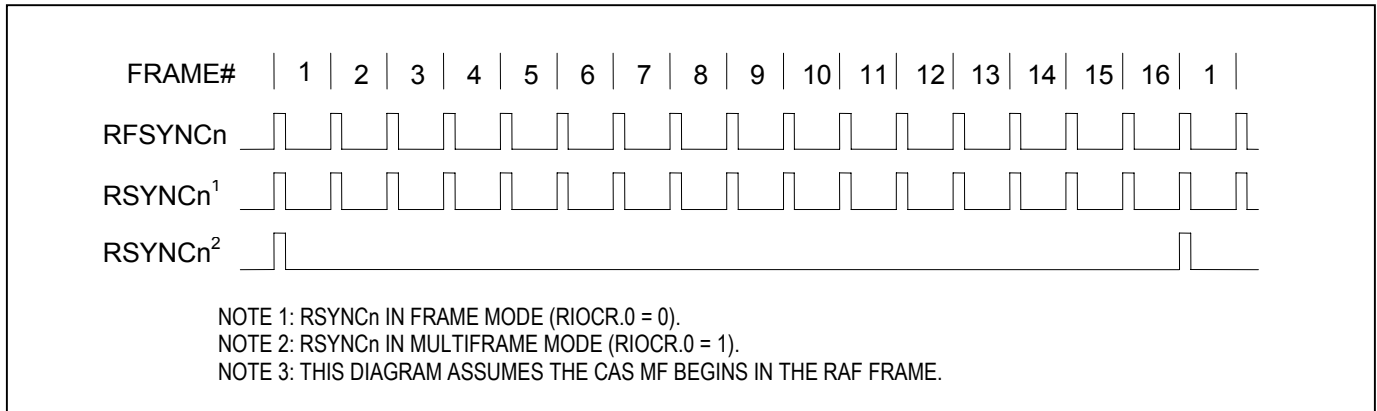 FRAME# 1 2 3 4 5 6 7 8 9 10 11 12 13 14 15 16 1
RFSYNCn
RSYNCn¹
RSYNCn²
NOTE 1: RSYNCn IN FRAME MODE (RIOCR.0 = 0).
NOTE 2: RSYNCn IN MULTIFRAME MODE (RIOCR.0 = 1).
NOTE 3: THIS DIAGRAM ASSUMES THE CAS MF BEGINS IN THE RAF FRAME.